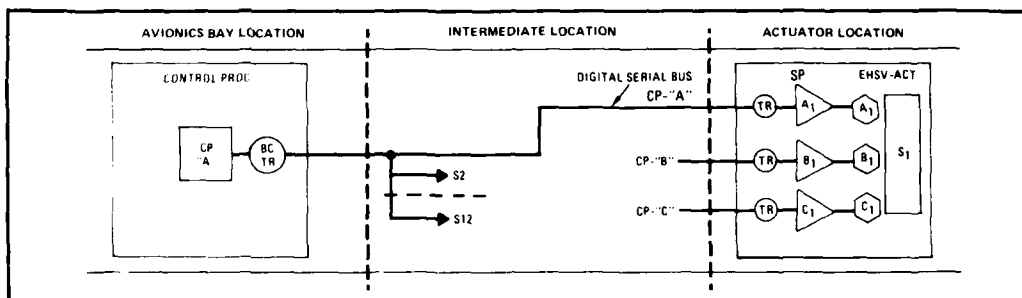 AVIONICS BAY LOCATION
INTERMEDIATE LOCATION
ACTUATOR LOCATION
CONTROL PROC
CP
"A
BC
TR
S2
S12
DIGITAL SERIAL BUS
CP-"A"
CP-"B"
CP-"C"
SP
EHSV-ACT
TR
A1
A1
TR
B1
B1
TR
C1
C1
S1